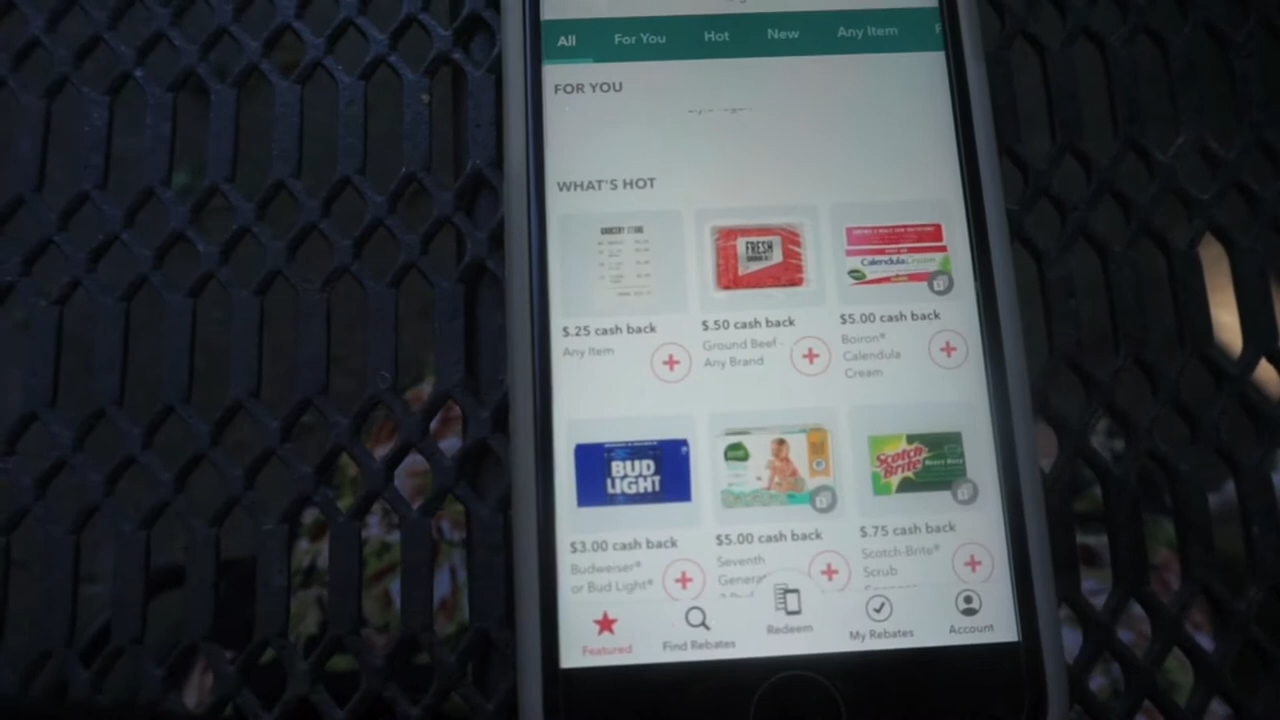 All
For You
Hot
New
Any Item
FOR YOU
WHAT'S HOT
GROCERY STORE
FRESH
GROUND BEEF
Calendula Cream
$.25 cash back
Any Item
$.50 cash back
Ground Beef -
Any Brand
$5.00 cash back
Boiron®
Calendula
Cream
BUD
LIGHT
Scotch-
Brite
$3.00 cash back
Budweiser®
or Bud Light®
$5.00 cash back
Seventh
Genera
$.75 cash back
Scotch-Brite®
Scrub
Featured
Find Rebates
Redeem
My Rebates
Account